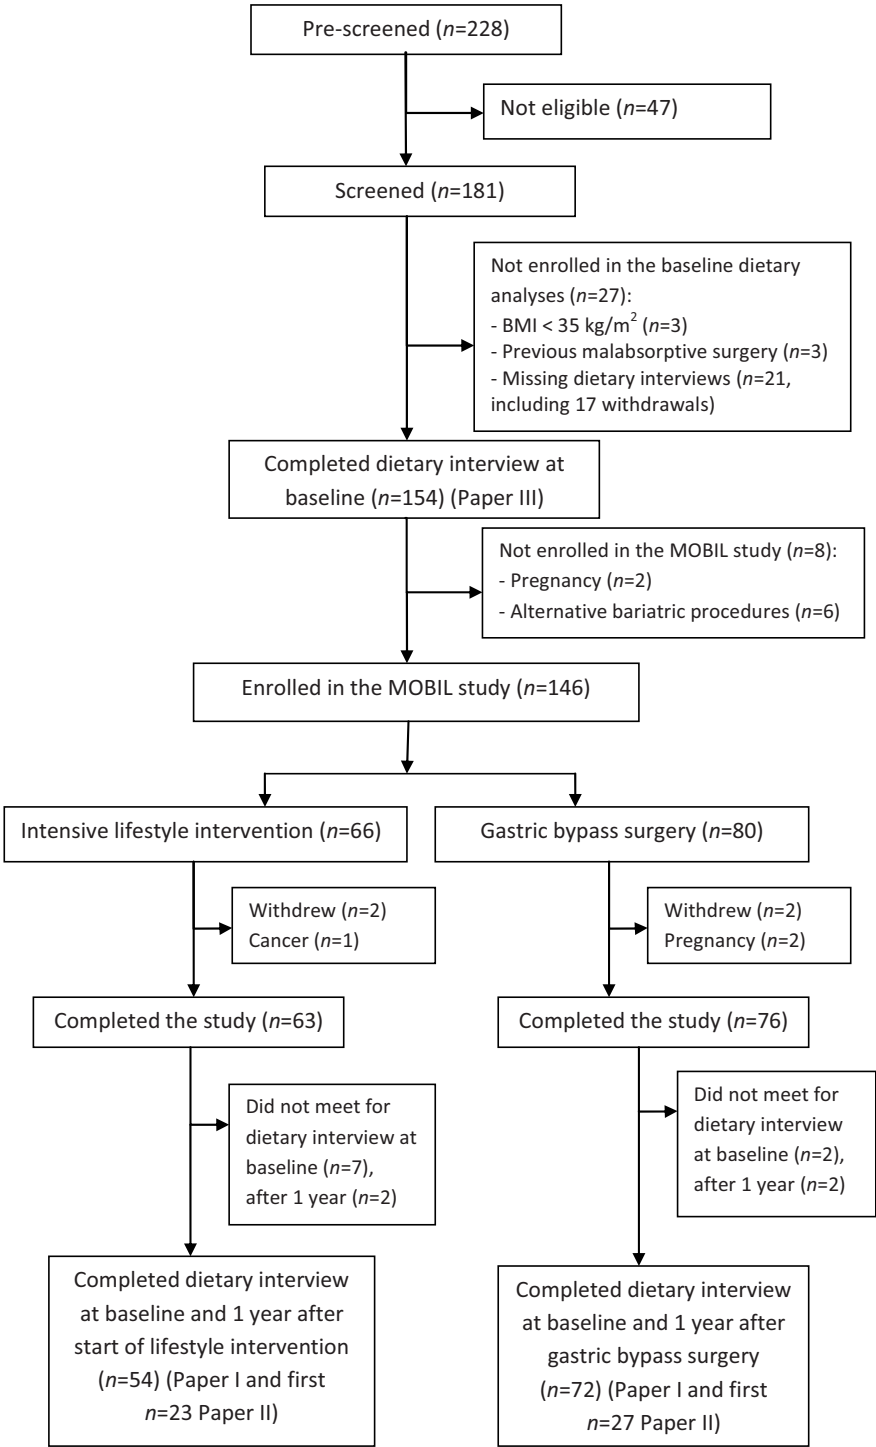 Pre-screened (n=228)
Not eligible (n=47)
Screened (n=181)
Not enrolled in the baseline dietary
analyses (n=27):
- BMI < 35 kg/m² (n=3)
- Previous malabsorptive surgery (n=3)
- Missing dietary interviews (n=21,
including 17 withdrawals)
Completed dietary interview at
baseline (n=154) (Paper III)
Not enrolled in the MOBIL study (n=8):
- Pregnancy (n=2)
- Alternative bariatric procedures (n=6)
Enrolled in the MOBIL study (n=146)
Intensive lifestyle intervention (n=66)
Gastric bypass surgery (n=80)
Withdrew (n=2)
Cancer (n=1)
Withdrew (n=2)
Pregnancy (n=2)
Completed the study (n=63)
Completed the study (n=76)
Did not meet for
dietary interview at
baseline (n=7),
after 1 year (n=2)
Did not meet for
dietary interview
at baseline (n=2),
after 1 year (n=2)
Completed dietary interview
at baseline and 1 year after
start of lifestyle intervention
(n=54) (Paper I and first
n=23 Paper II)
Completed dietary interview
at baseline and 1 year after
gastric bypass surgery
(n=72) (Paper I and first
n=27 Paper II)